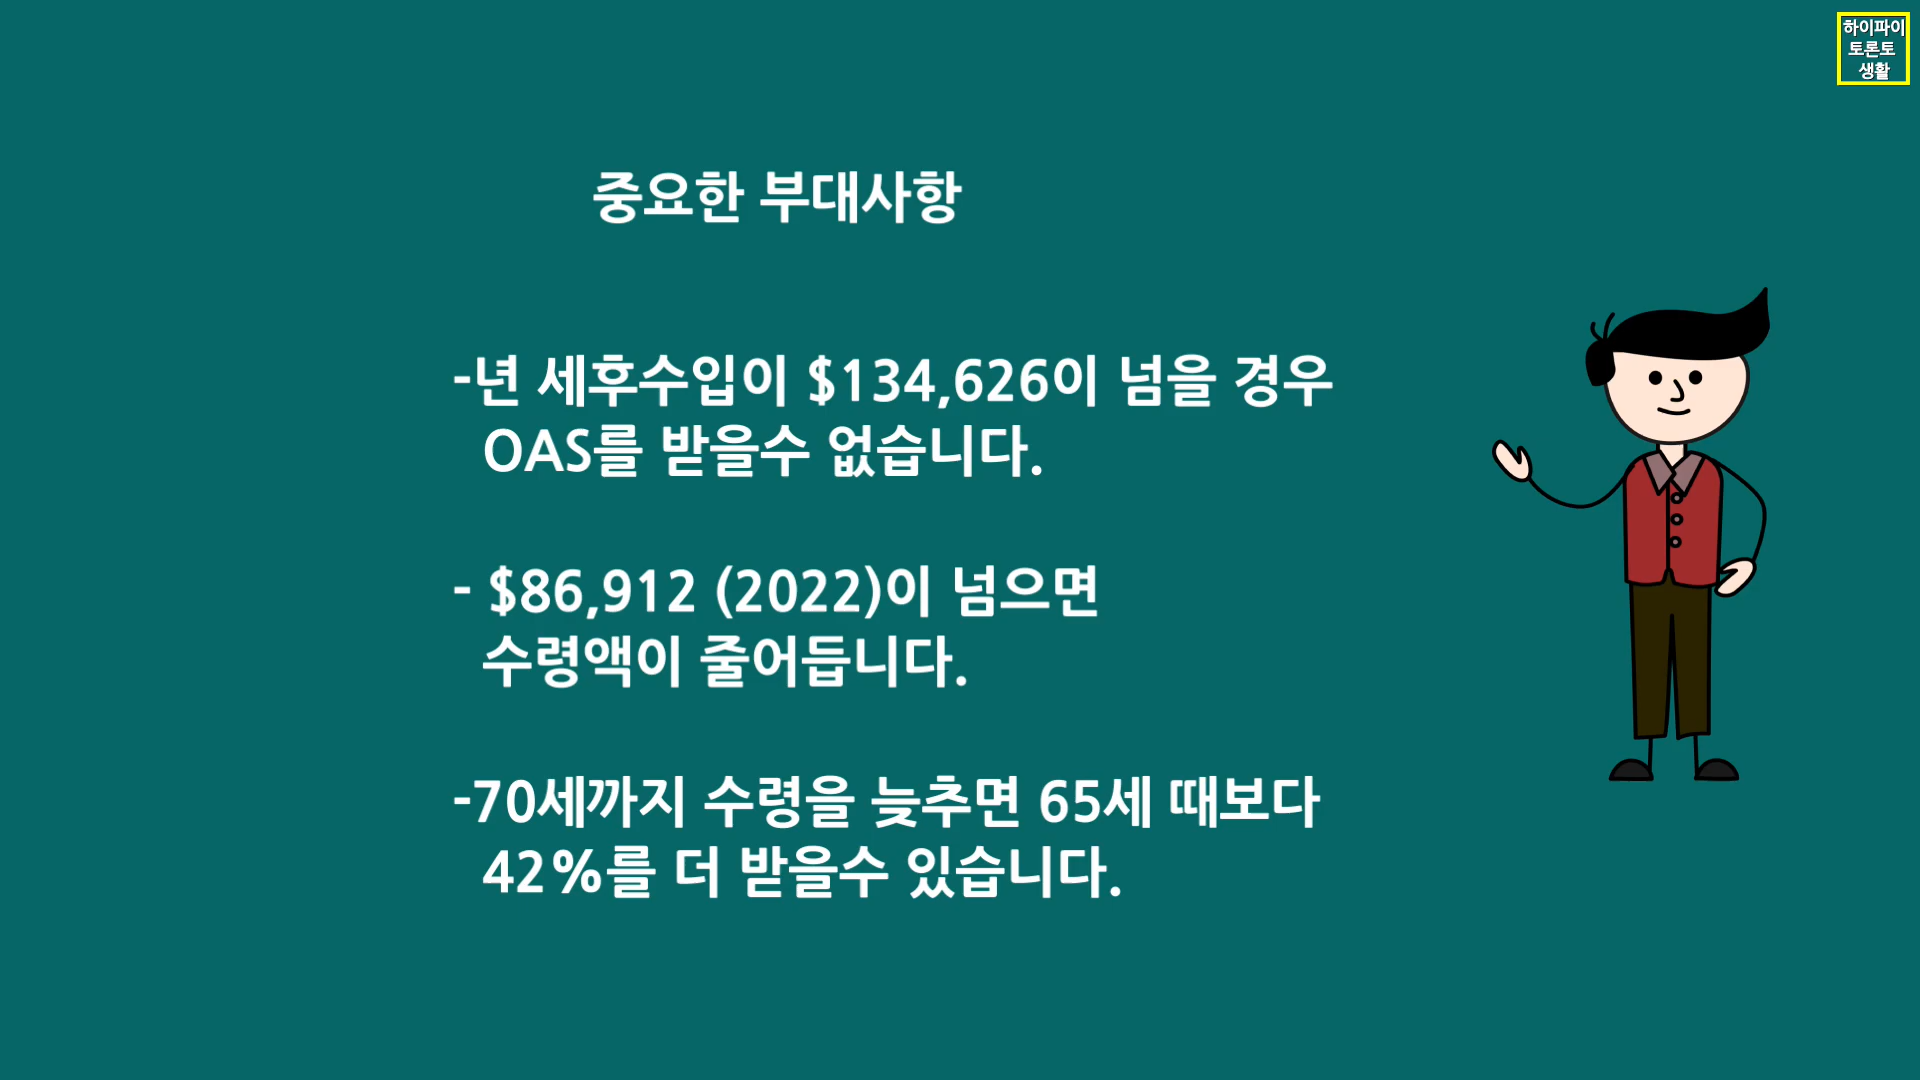 하이파이
토론토
생활
중요한 부대사항
-년 세후수입이 $134,626이 넘을 경우
OAS를 받을수 없습니다.
- $86,912 (2022)이 넘으면
수령액이 줄어듭니다.
-70세까지 수령을 늦추면 65세 때보다
42%를 더 받을수 있습니다.